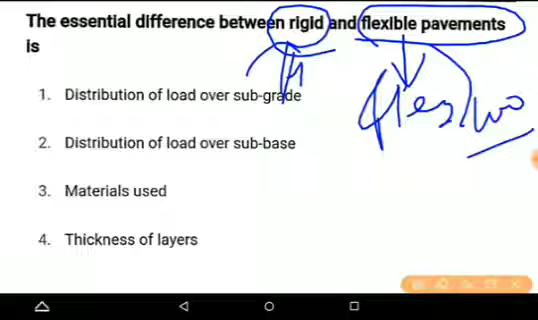 The essential difference between rigid and flexible pavements
is
1. Distribution of load over sub-grade
2. Distribution of load over sub-base
3. Materials used
4. Thickness of layers